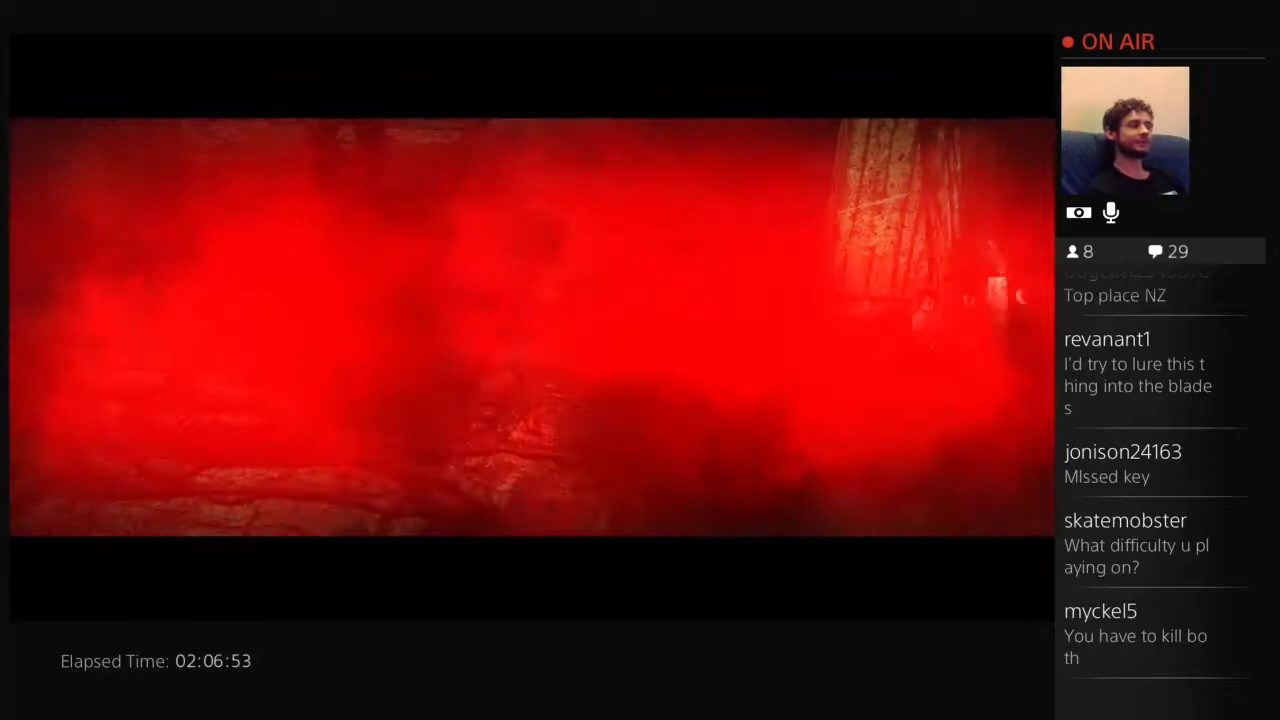 ON AIR
8 29
Top place NZ
revanant1
I'd try to lure this t
hing into the blade
s
jonison24163
MIssed key
skatemobster
What difficulty u pl
aying on?
myckel5
You have to kill bo
th
Elapsed Time: 02:06:53